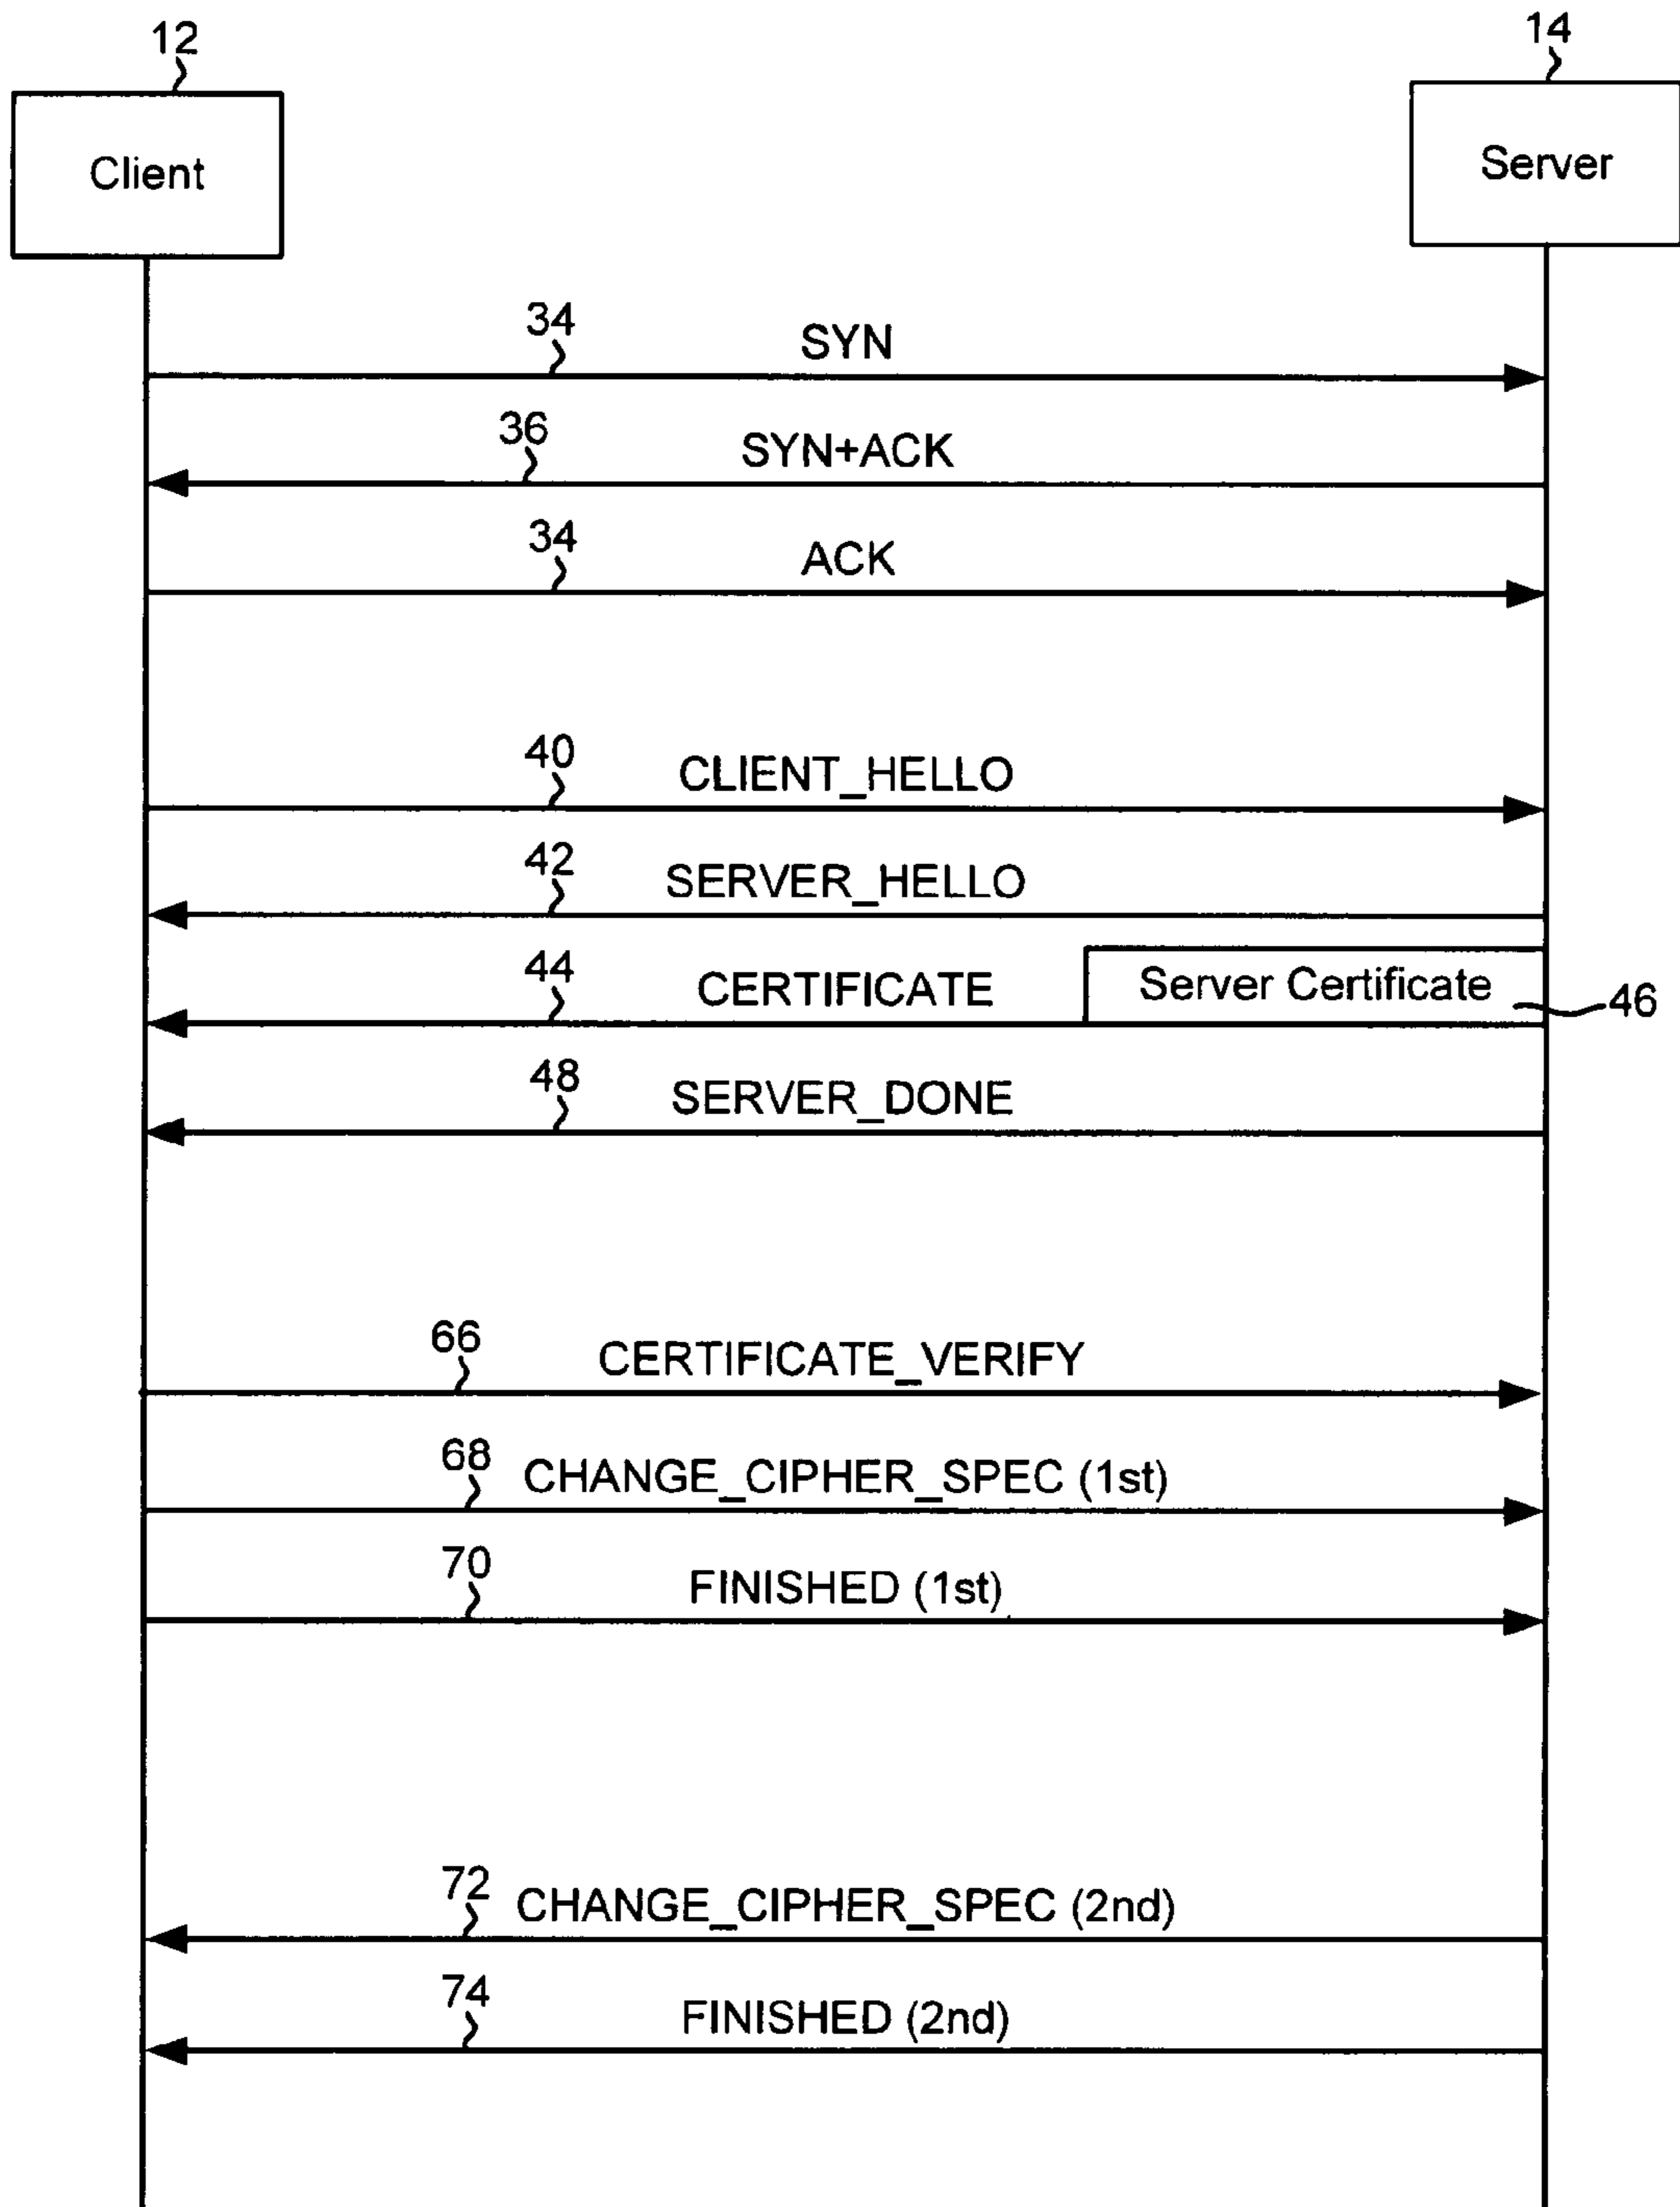 12
14
Client
Server
34
SYN
36
SYN+ACK
34
ACK
40
CLIENT_HELLO
42
SERVER_HELLO
44
CERTIFICATE
Server Certificate
46
48
SERVER_DONE
66
CERTIFICATE_VERIFY
68
CHANGE_CIPHER_SPEC (1st)
70
FINISHED (1st)
72
CHANGE_CIPHER_SPEC (2nd)
74
FINISHED (2nd)